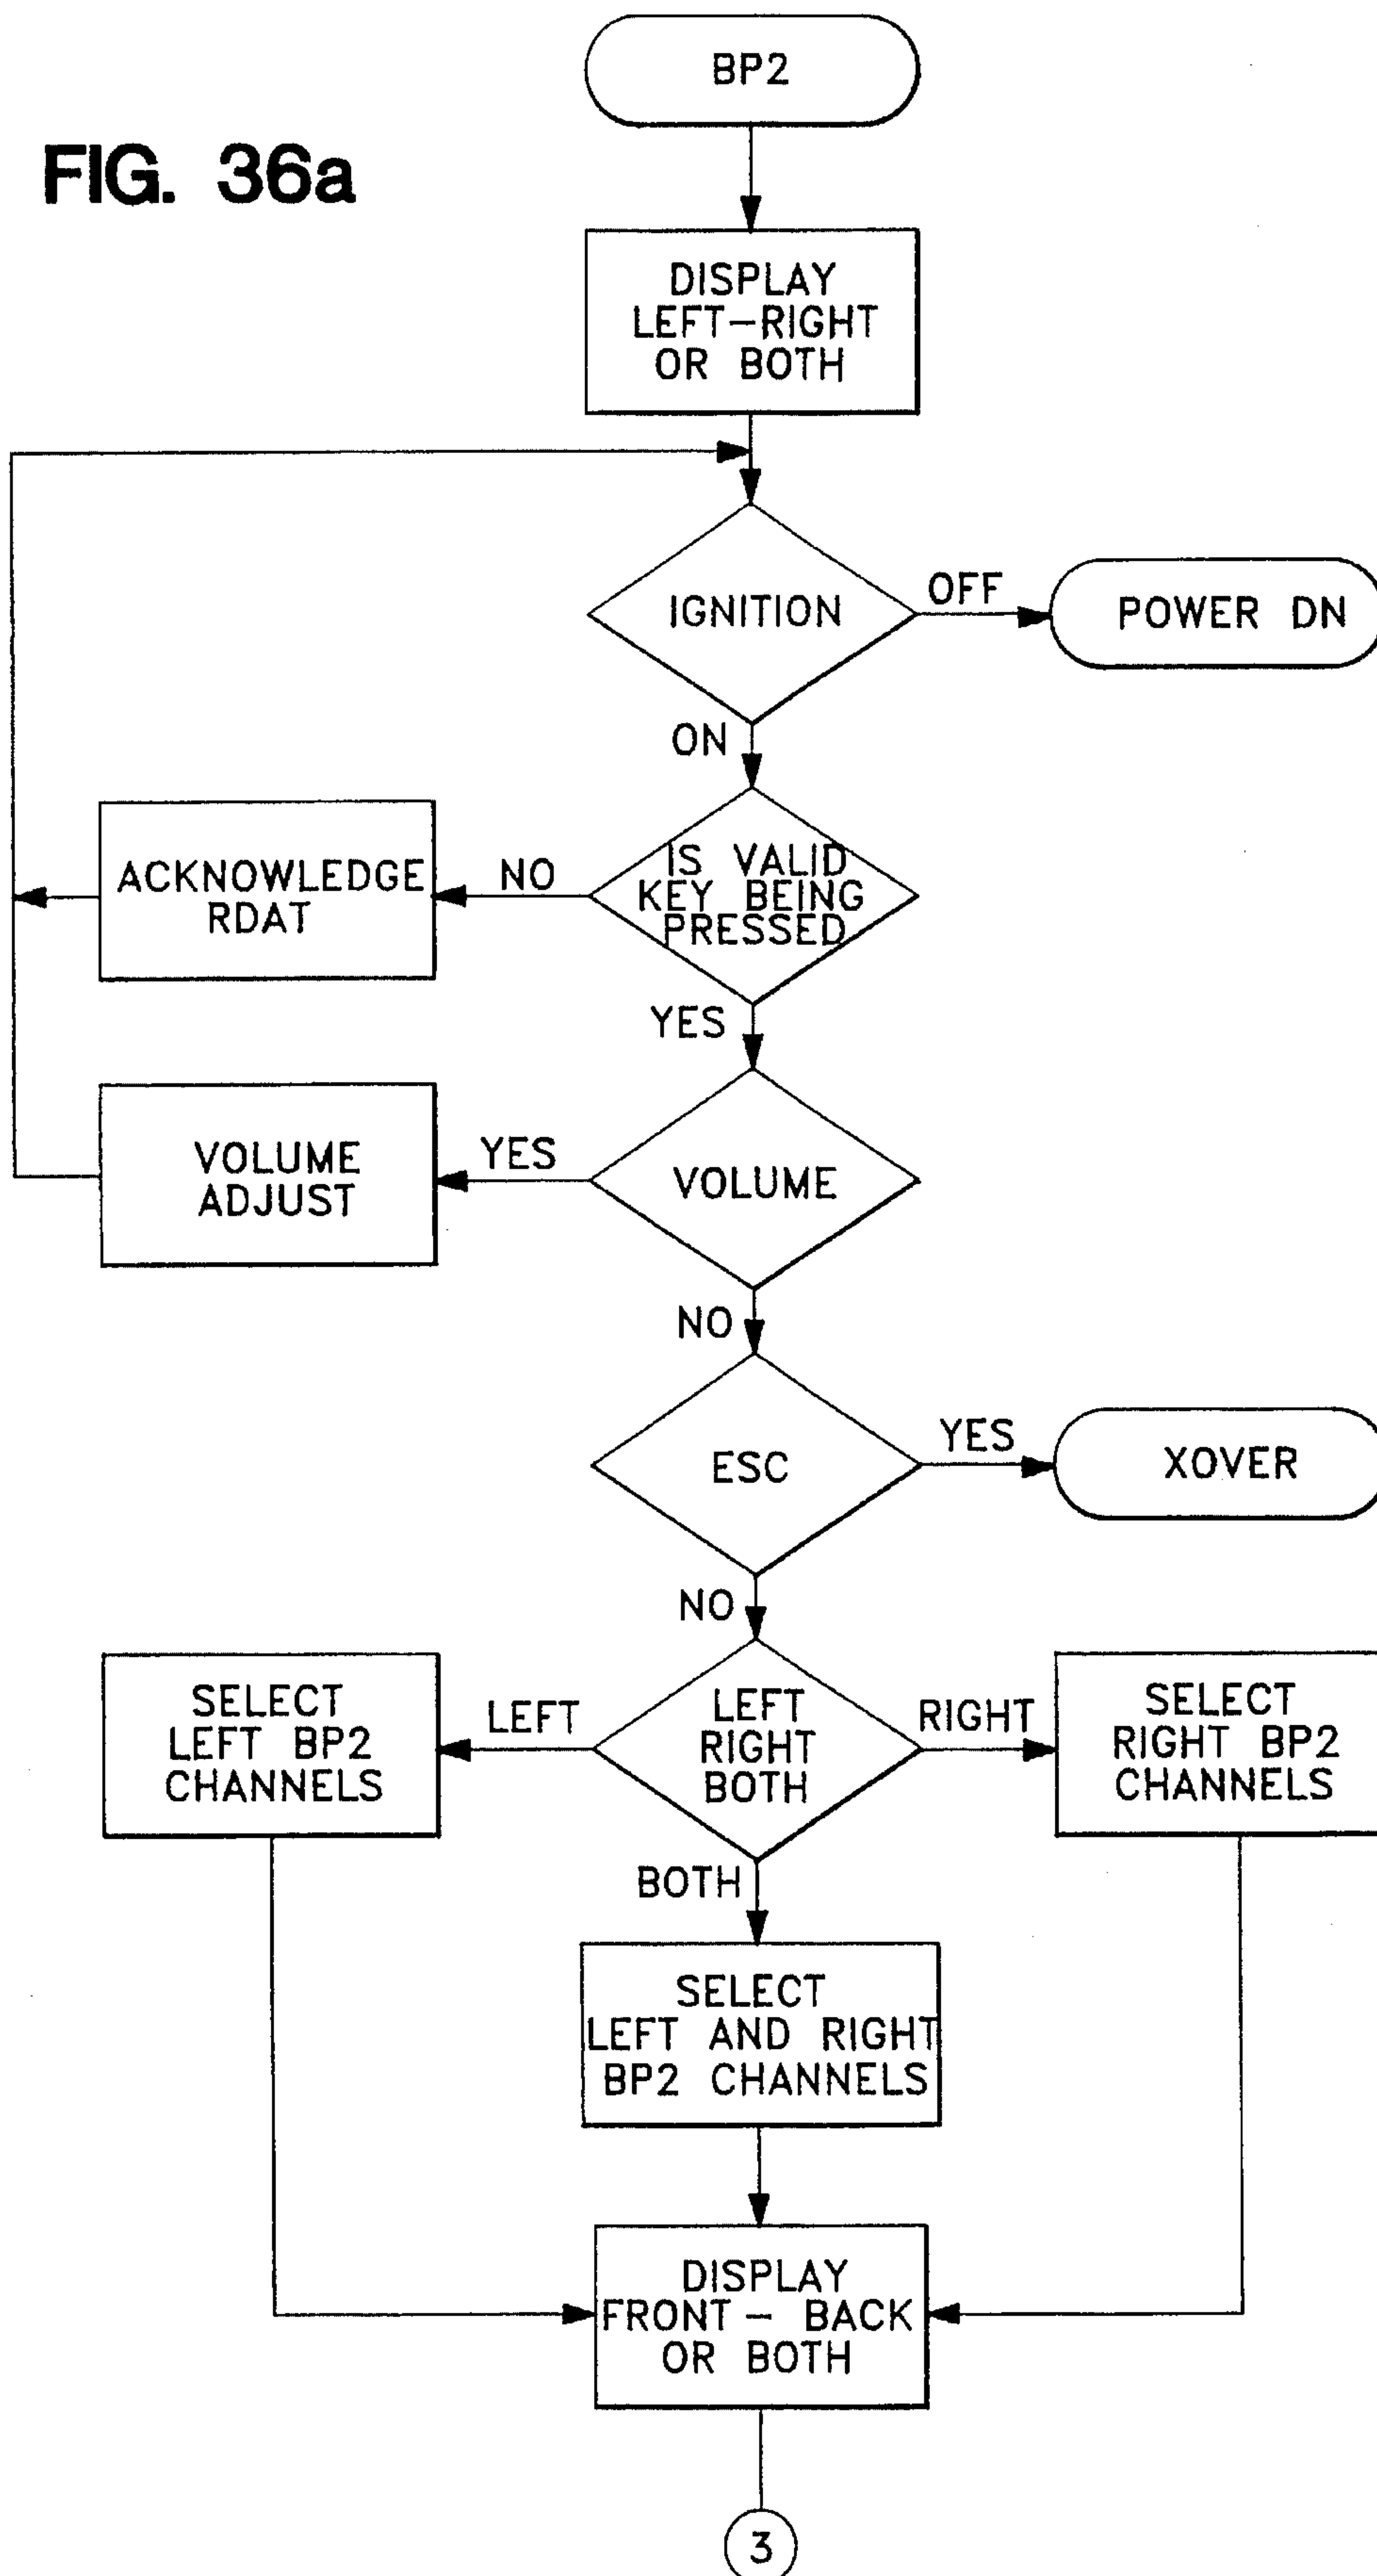 BP2
FIG. 36a
DISPLAY
LEFT-RIGHT
OR BOTH
IGNITION
OFF
POWER DN
ON
IS VALID
KEY BEING
PRESSED
NO
ACKNOWLEDGE
RDAT
YES
VOLUME
YES
VOLUME
ADJUST
NO
ESC
YES
XOVER
NO
LEFT
RIGHT
BOTH
LEFT
SELECT
LEFT BP2
CHANNELS
RIGHT
SELECT
RIGHT BP2
CHANNELS
BOTH
SELECT
LEFT AND RIGHT
BP2 CHANNELS
DISPLAY
FRONT- BACK
OR BOTH
3